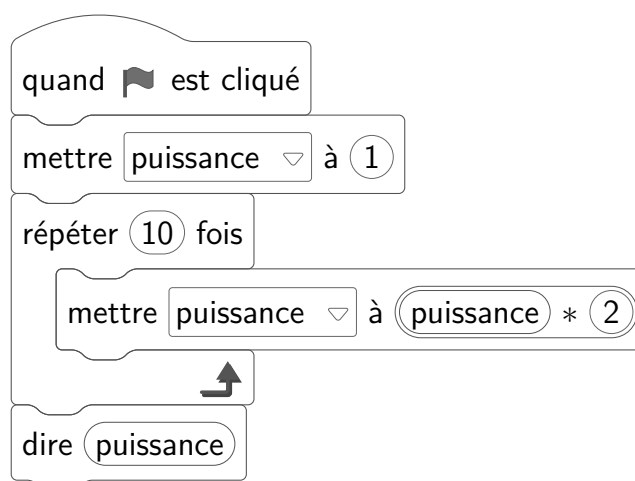 quand est cliqué
mettre puissance à 1
répéter 10 fois
mettre puissance à puissance * 2
dire puissance